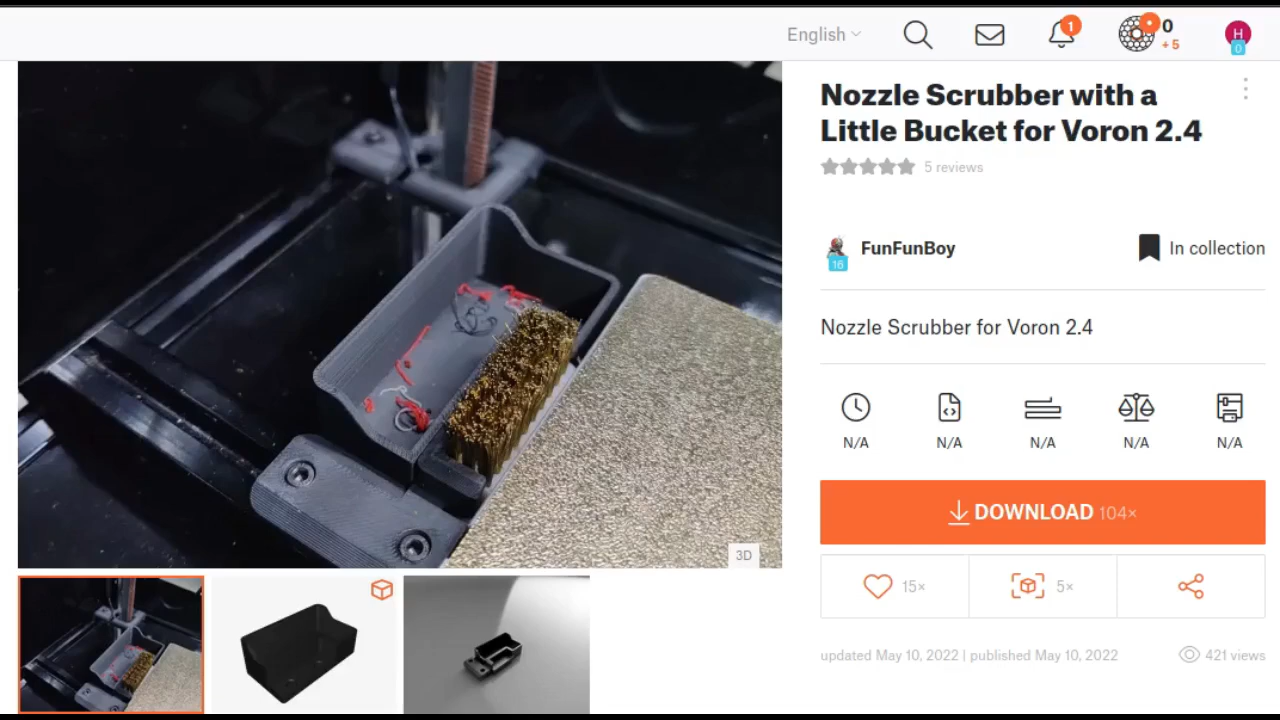 English
1
0
+ 5
H
0
Nozzle Scrubber with a
Little Bucket for Voron 2.4
5 reviews
16
FunFunBoy
In collection
Nozzle Scrubber for Voron 2.4
N/A
N/A
N/A
N/A
N/A
DOWNLOAD 104×
15×
5×
updated May 10, 2022 | published May 10, 2022
421 views
3D